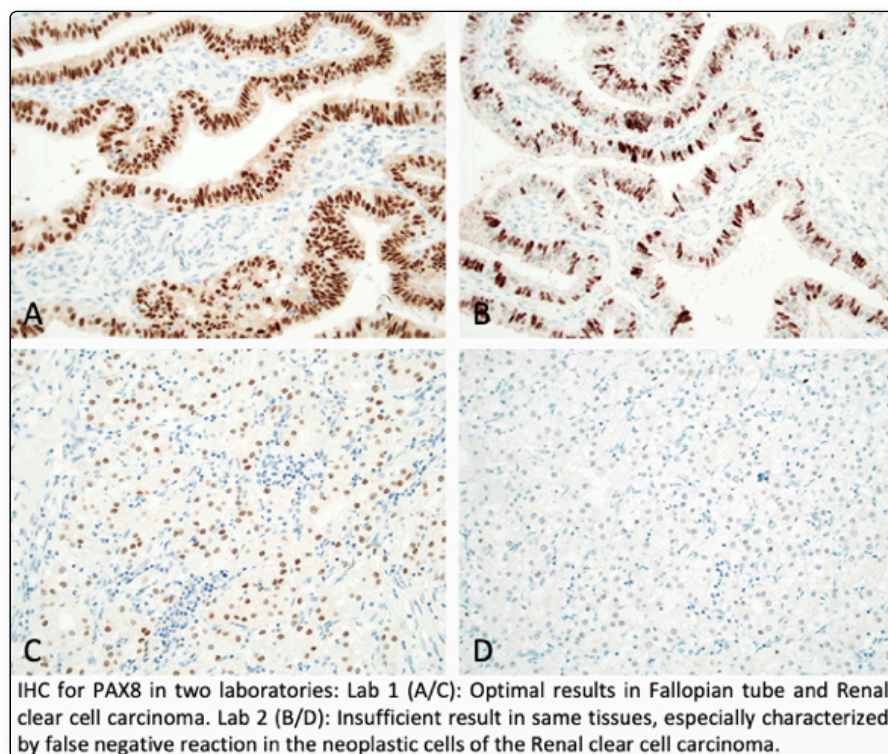 A
B
C
D
IHC for PAX8 in two laboratories: Lab 1 (A/C): Optimal results in Fallopian tube and Renal
clear cell carcinoma. Lab 2 (B/D): Insufficient result in same tissues, especially characterized
by false negative reaction in the neoplastic cells of the Renal clear cell carcinoma.